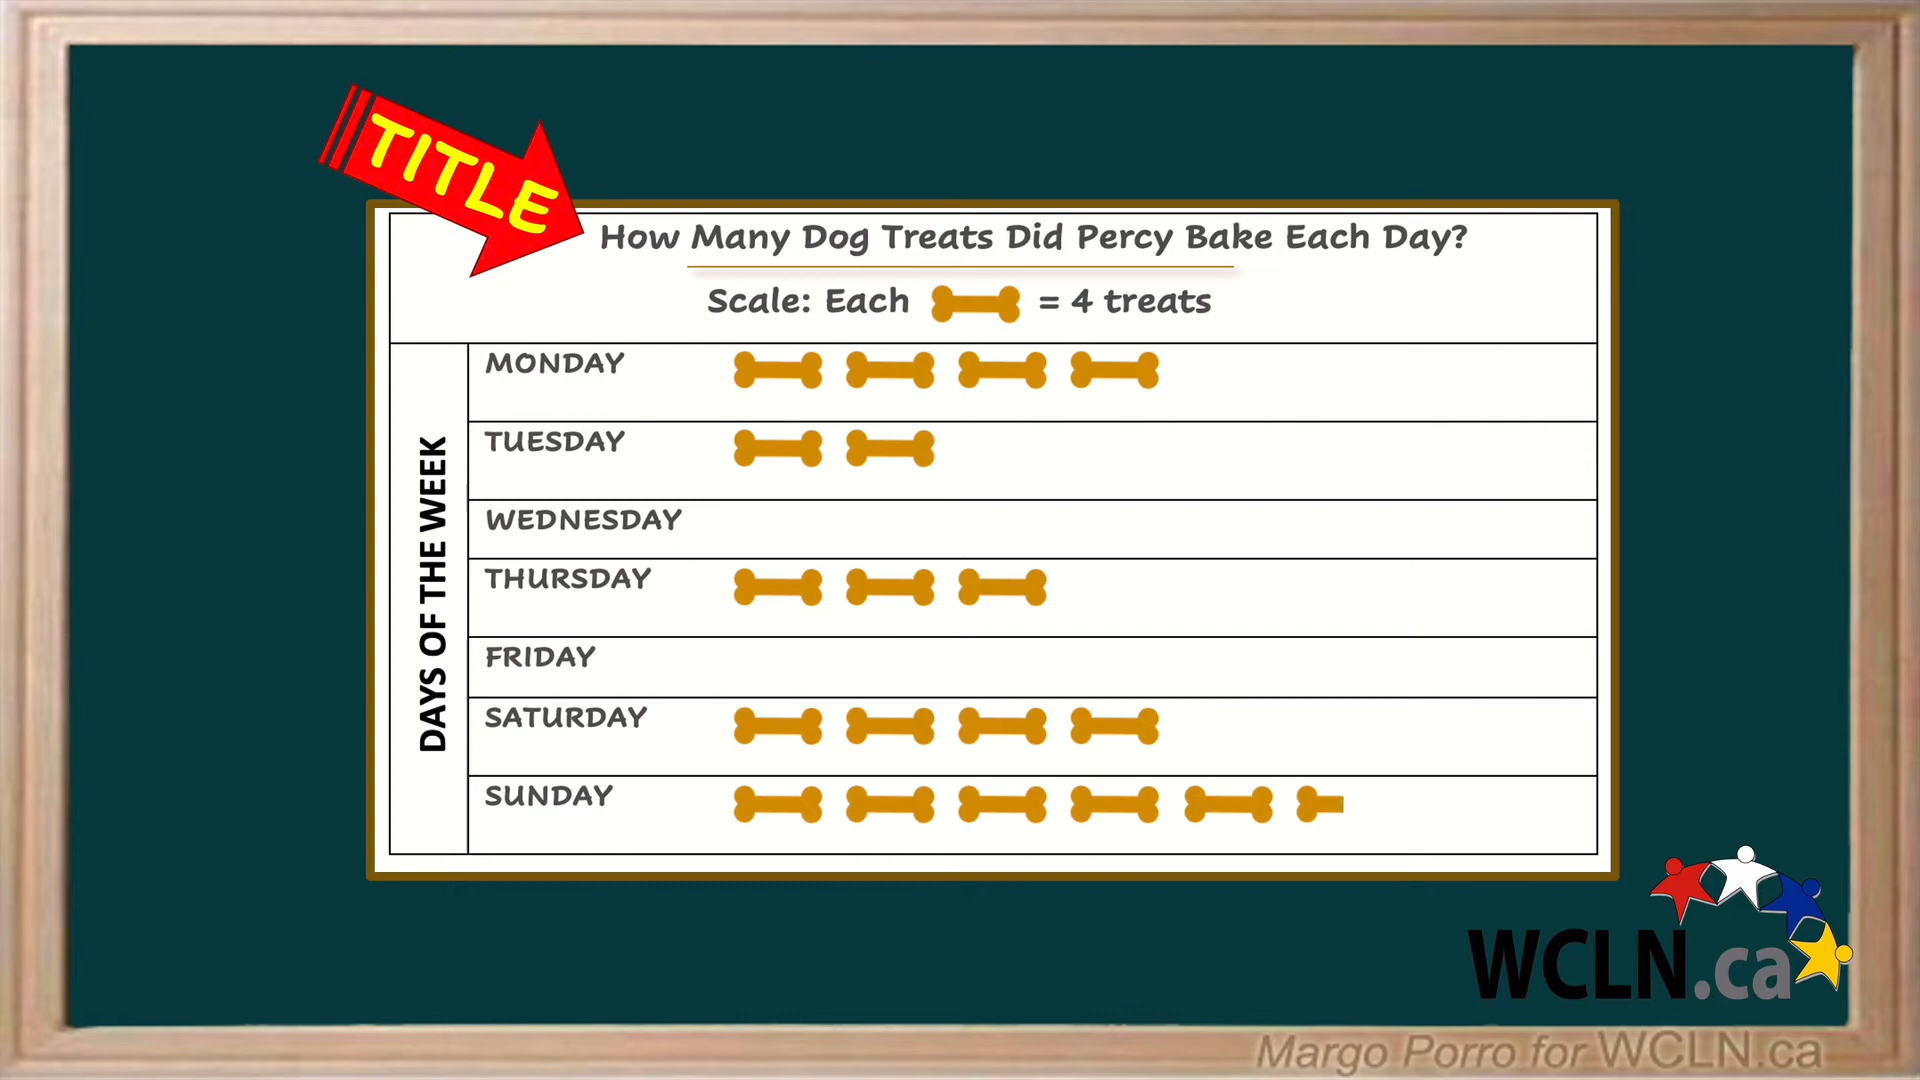 TITLE
How Many Dog Treats Did Percy Bake Each Day?
Scale: Each = 4 treats
DAYS OF THE WEEK
MONDAY
TUESDAY
WEDNESDAY
THURSDAY
FRIDAY
SATURDAY
SUNDAY
WCLN.ca
Margo Porro for WCLN.ca